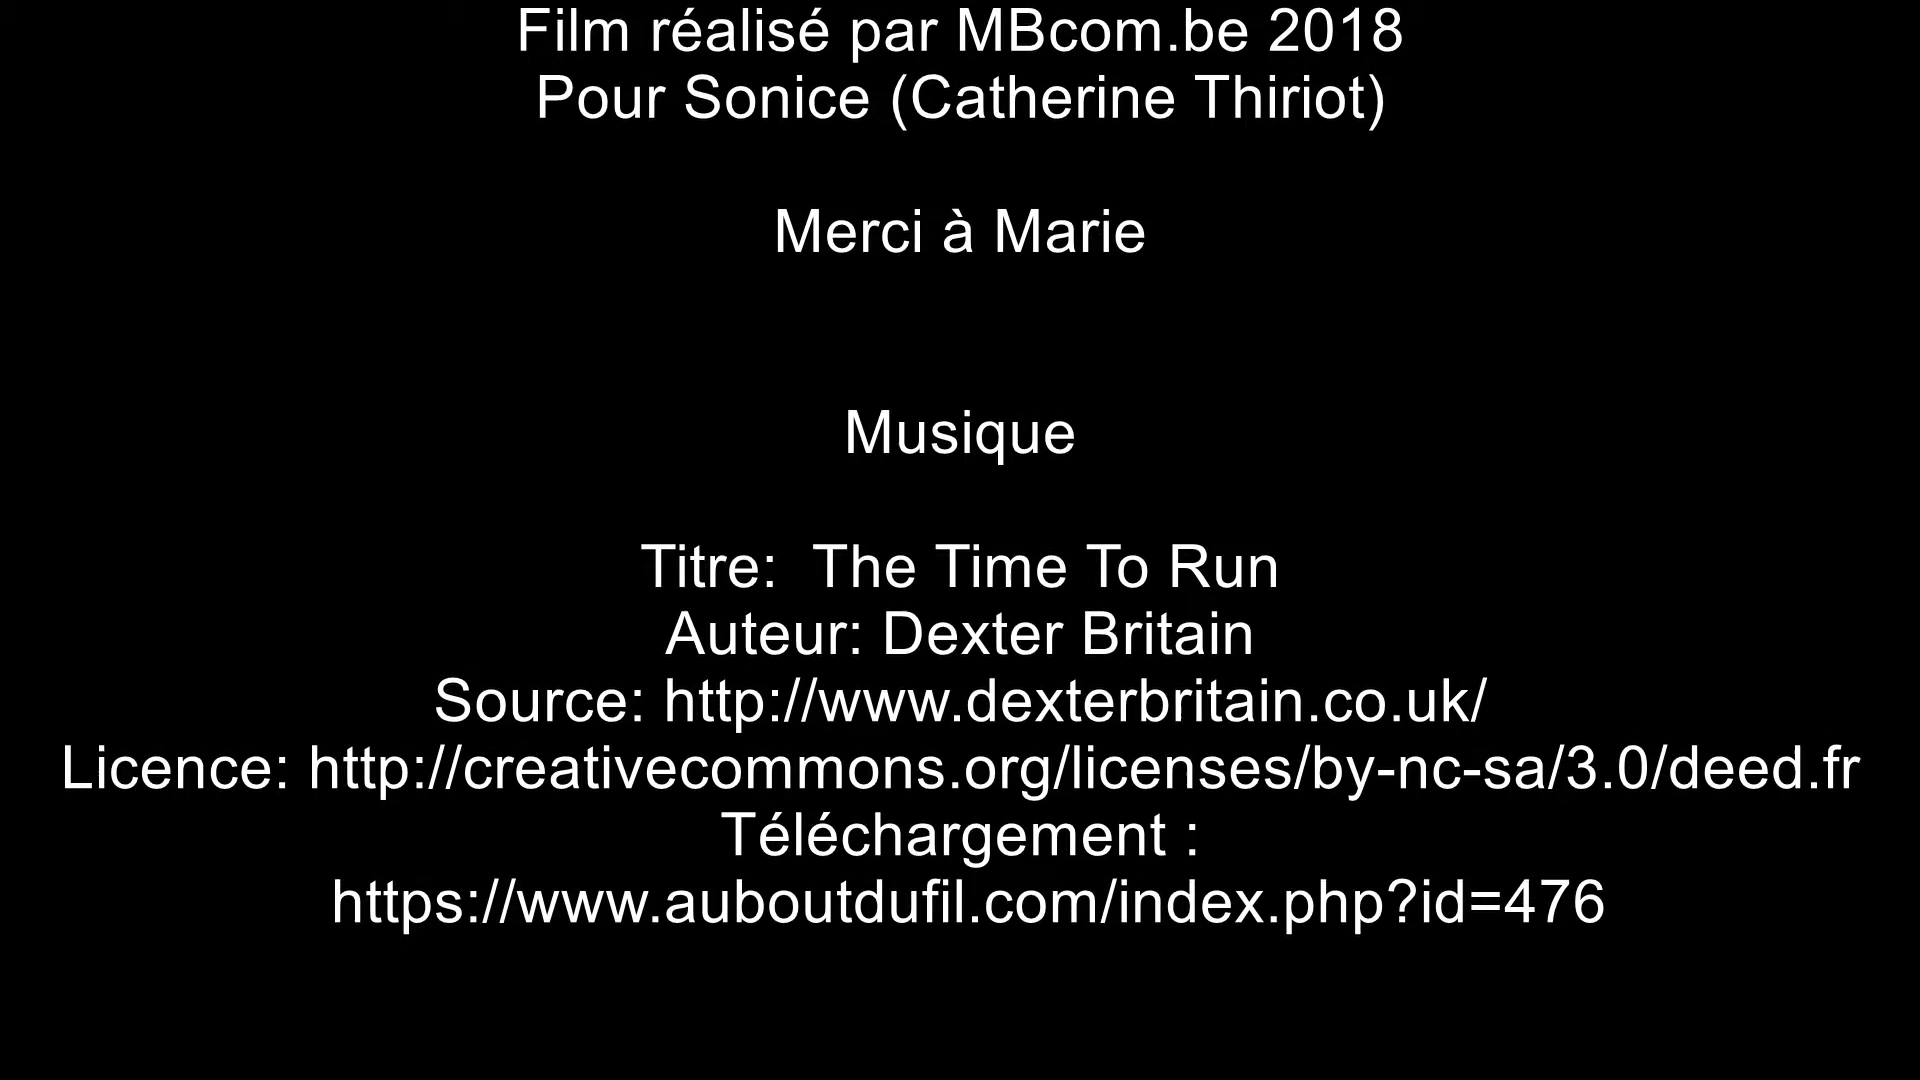 Film réalisé par MBcom.be 2018
Pour Sonice (Catherine Thiriot)
Merci à Marie
Musique
Titre:  The Time To Run
Auteur: Dexter Britain
Source: http://www.dexterbritain.co.uk/
Licence: http://creativecommons.org/licenses/by-nc-sa/3.0/deed.fr
Téléchargement :
https://www.auboutdufil.com/index.php?id=476